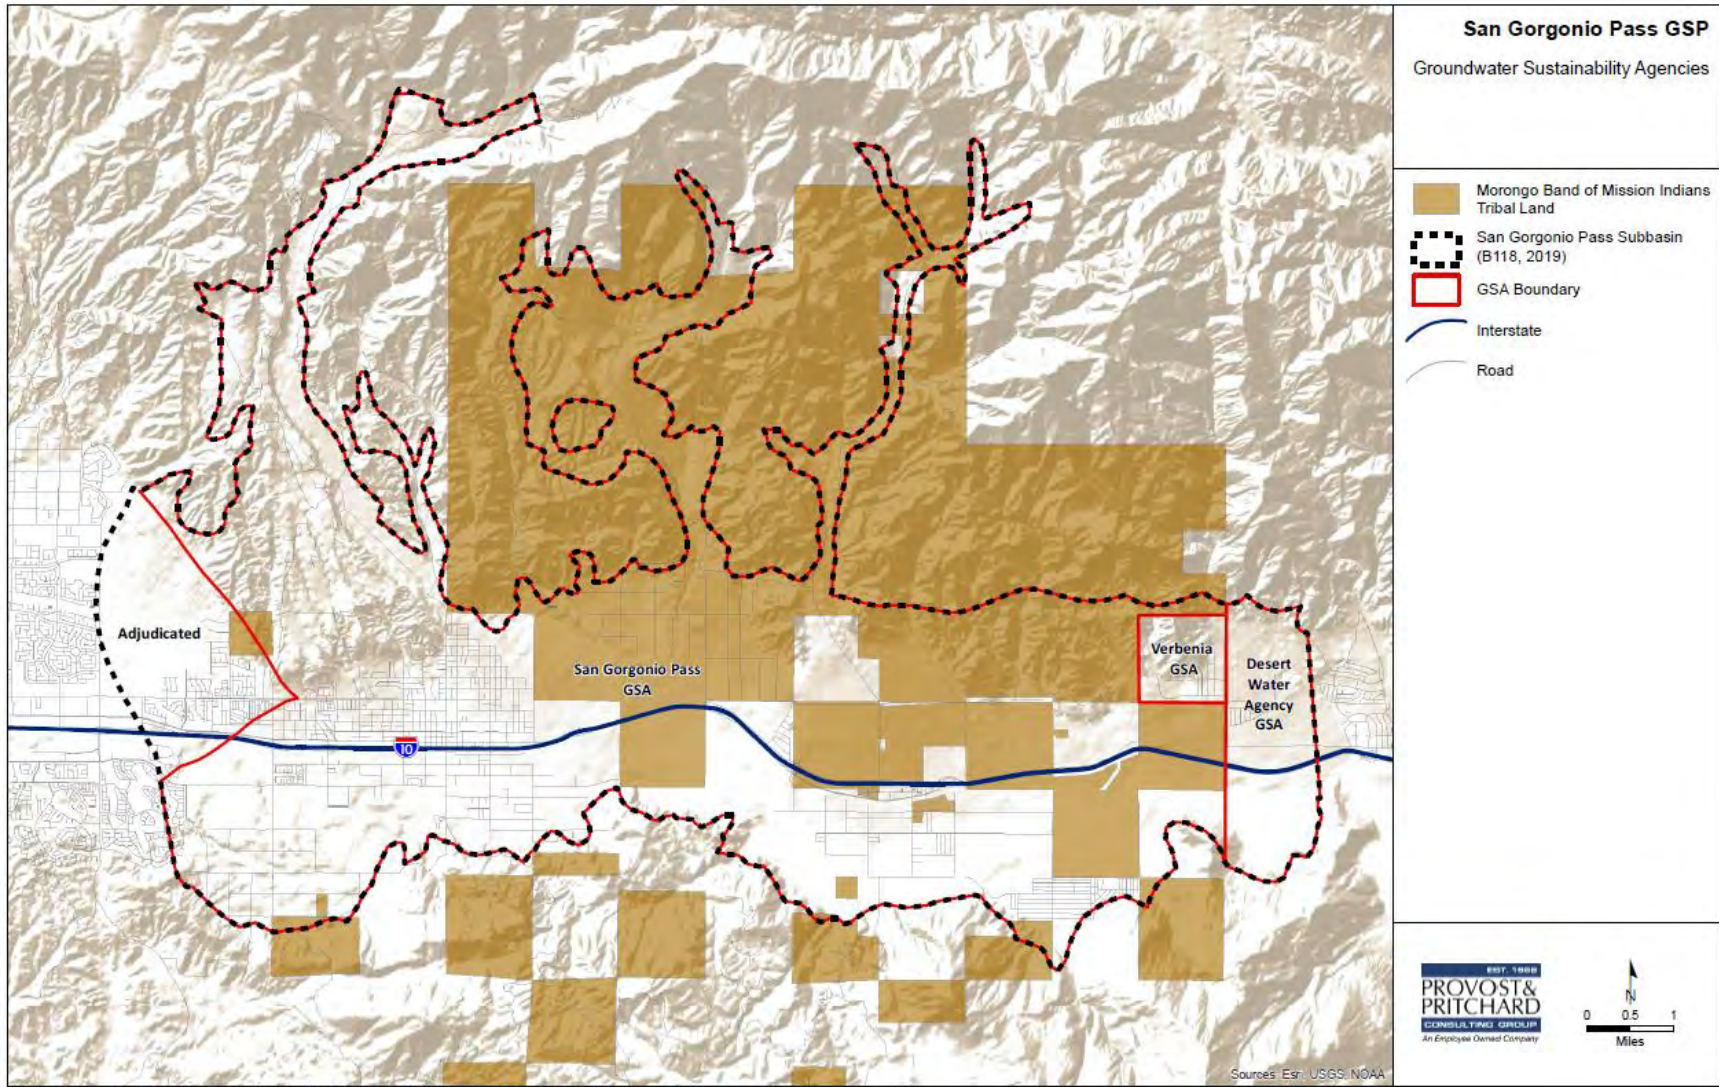 San Gorgonio Pass GSP
Groundwater Sustainability Agencies
Morongo Band of Mission Indians
Tribal Land
San Gorgonio Pass Subbasin
(B118, 2019)
GSA Boundary
Interstate
Road
Adjudicated
San Gorgonio Pass
GSA
Verbenia
GSA
Desert
Water
Agency
GSA
10
EST. 1968
PROVOST&
PRITCHARD
CONSULTING GROUP
An Employee Owned Company
N
0 0.5 1
Miles
Sources: Esri, USGS, NOAA